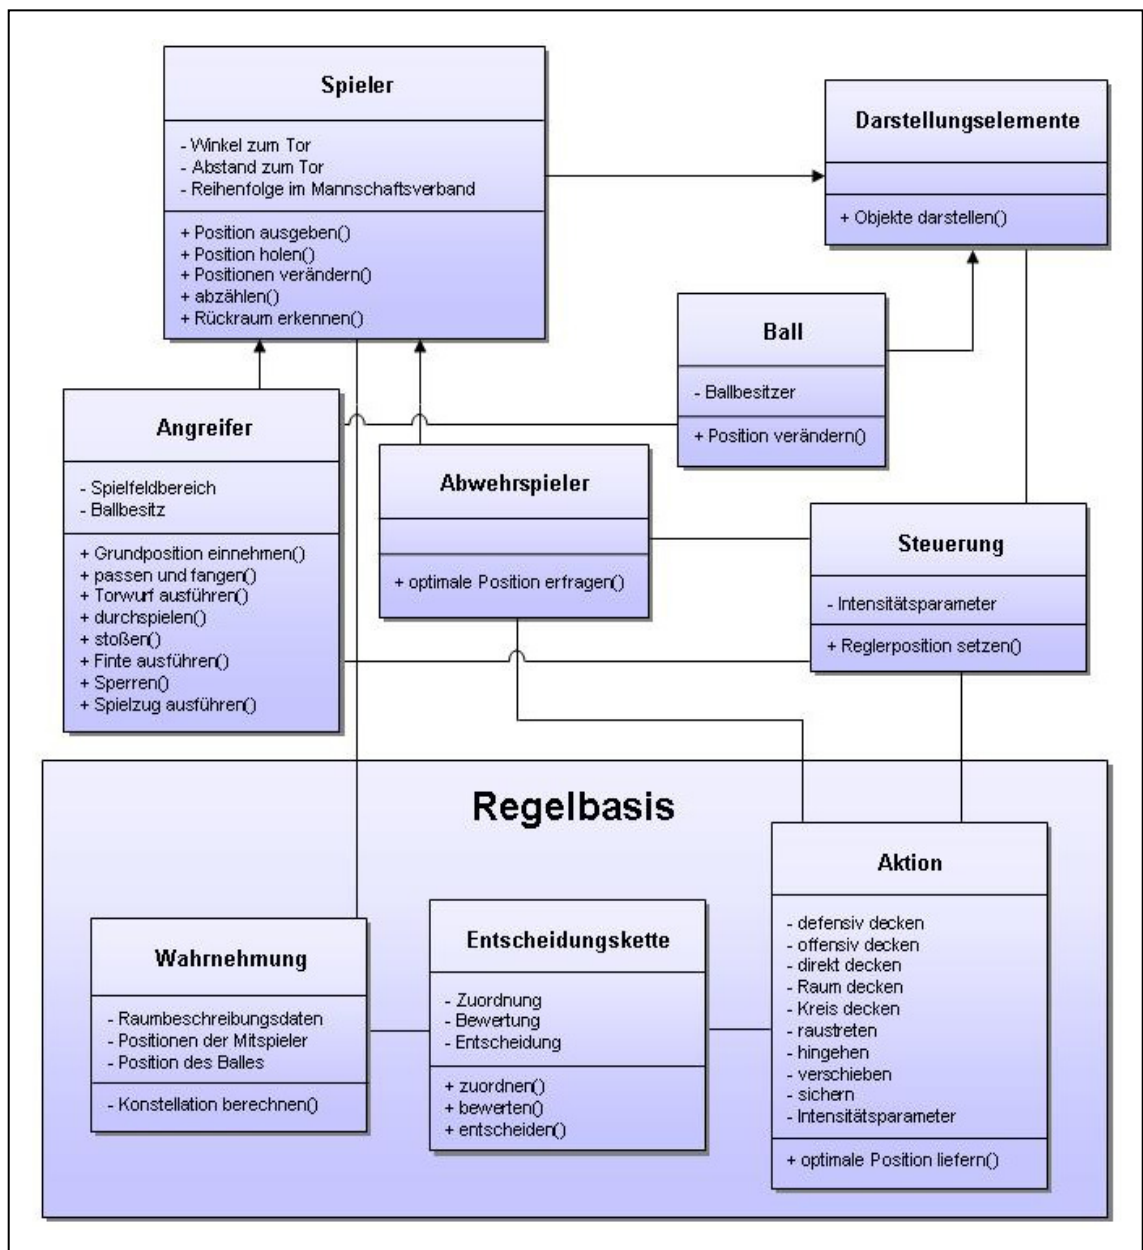 Spieler
- Winkel zum Tor
- Abstand zum Tor
- Reihenfolge im Mannschaftsverband
+ Position ausgeben()
+ Position holen()
+ Positionen verändern()
+ abzählen()
+ Rückraum erkennen()
Darstellungselemente
+ Objekte darstellen()
Ball
- Ballbesitzer
+ Position verändern()
Angreifer
- Spielfeldbereich
- Ballbesitz
+ Grundposition einnehmen()
+ passen und fangen()
+ Torwurf ausführen()
+ durchspielen()
+ stoßen()
+ Finte ausführen()
+ Sperren()
+ Spielzug ausführen()
Abwehrspieler
+ optimale Position erfragen()
Steuerung
- Intensitätsparameter
+ Reglerposition setzen()
Regelbasis
Wahrnehmung
- Raumbeschreibungsdaten
- Positionen der Mitspieler
- Position des Balles
- Konstellation berechnen()
Entscheidungskette
- Zuordnung
- Bewertung
- Entscheidung
+ zuordnen()
+ bewerten()
+ entscheiden()
Aktion
- defensiv decken
- offensiv decken
- direkt decken
- Raum decken
- Kreis decken
- raustreten
- hingehen
- verschieben
- sichern
- Intensitätsparameter
+ optimale Position liefern()